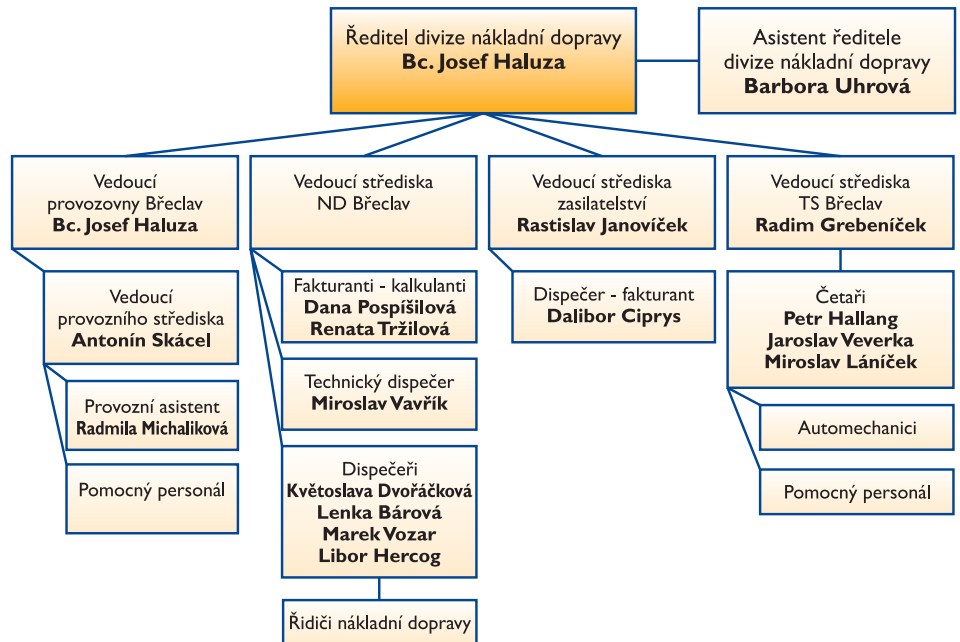 Ředitel divize nákladní dopravy
Bc. Josef Haluza
Asistent ředitele
divize nákladní dopravy
Barbora Uhrová
Vedoucí
provozovny Břeclav
Bc. Josef Haluza
Vedoucí
provozního střediska
Antonín Skácel
Provozní asistent
Radmila Michaliková
Pomocný personál
Vedoucí střediska
ND Břeclav
Fakturanti - kalkulanti
Dana Pospíšilová
Renata Tržilová
Technický dispečer
Miroslav Vavřík
Dispečeři
Květoslava Dvořáčková
Lenka Bárová
Marek Vozar
Libor Hercog
Řidiči nákladní dopravy
Vedoucí střediska
zasilatelství
Rastislav Janovíček
Dispečer - fakturant
Dalibor Ciprys
Vedoucí střediska
TS Břeclav
Radim Grebeníček
Četaři
Petr Hallang
Jaroslav Veverka
Miroslav Láníček
Automechanici
Pomocný personál